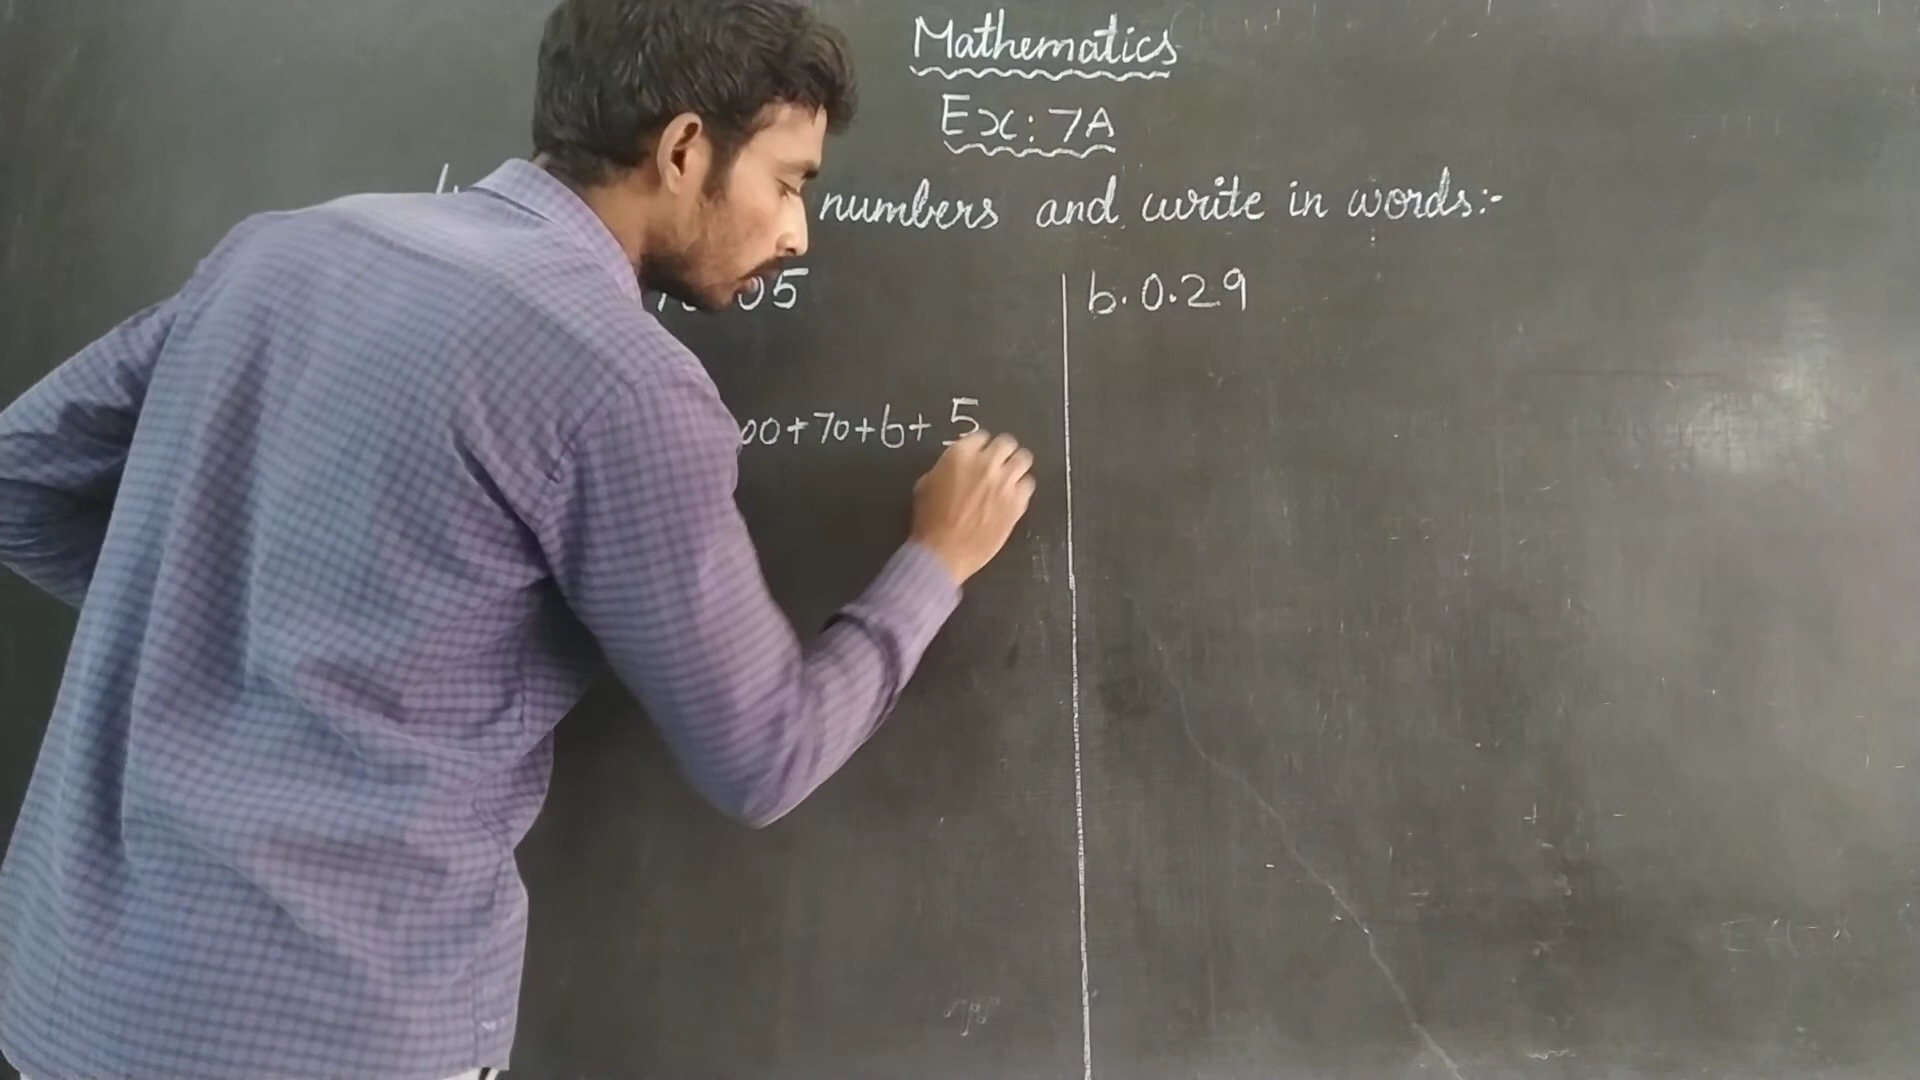 Mathematics
Ex: 7A
numbers and write in words:-
05
b. 0.29
00+70+6+ 5